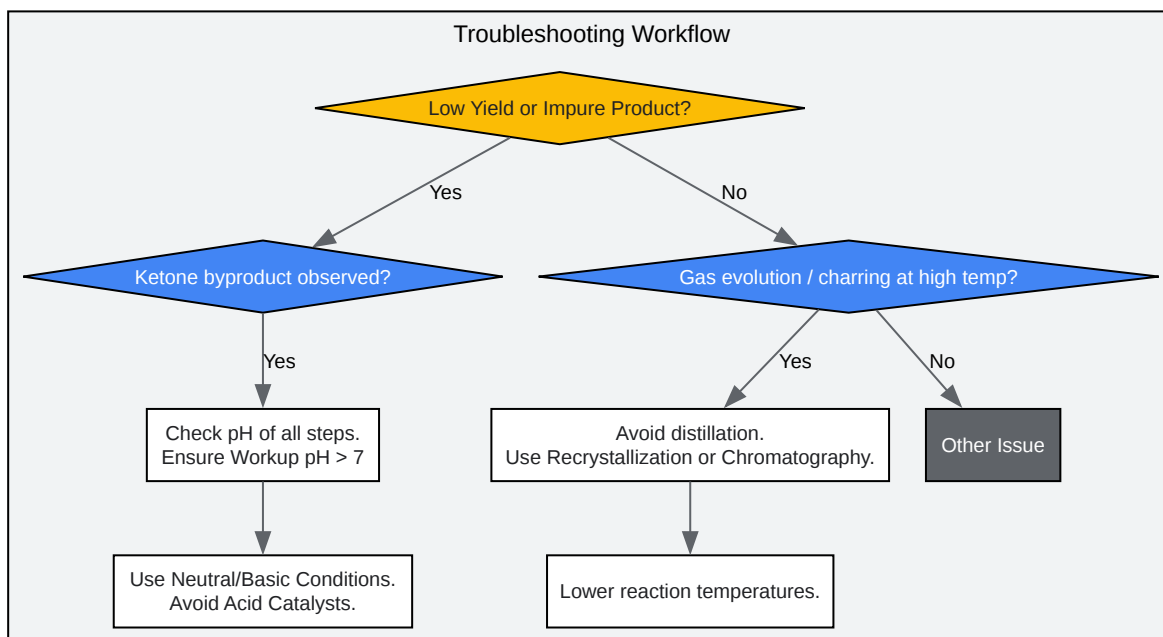 Troubleshooting Workflow
Low Yield or Impure Product?
Yes
No
Ketone byproduct observed?
Gas evolution / charring at high temp?
Yes
Yes
No
Check pH of all steps.
Ensure Workup pH > 7
Avoid distillation.
Use Recrystallization or Chromatography.
Other Issue
Use Neutral/Basic Conditions.
Avoid Acid Catalysts.
Lower reaction temperatures.